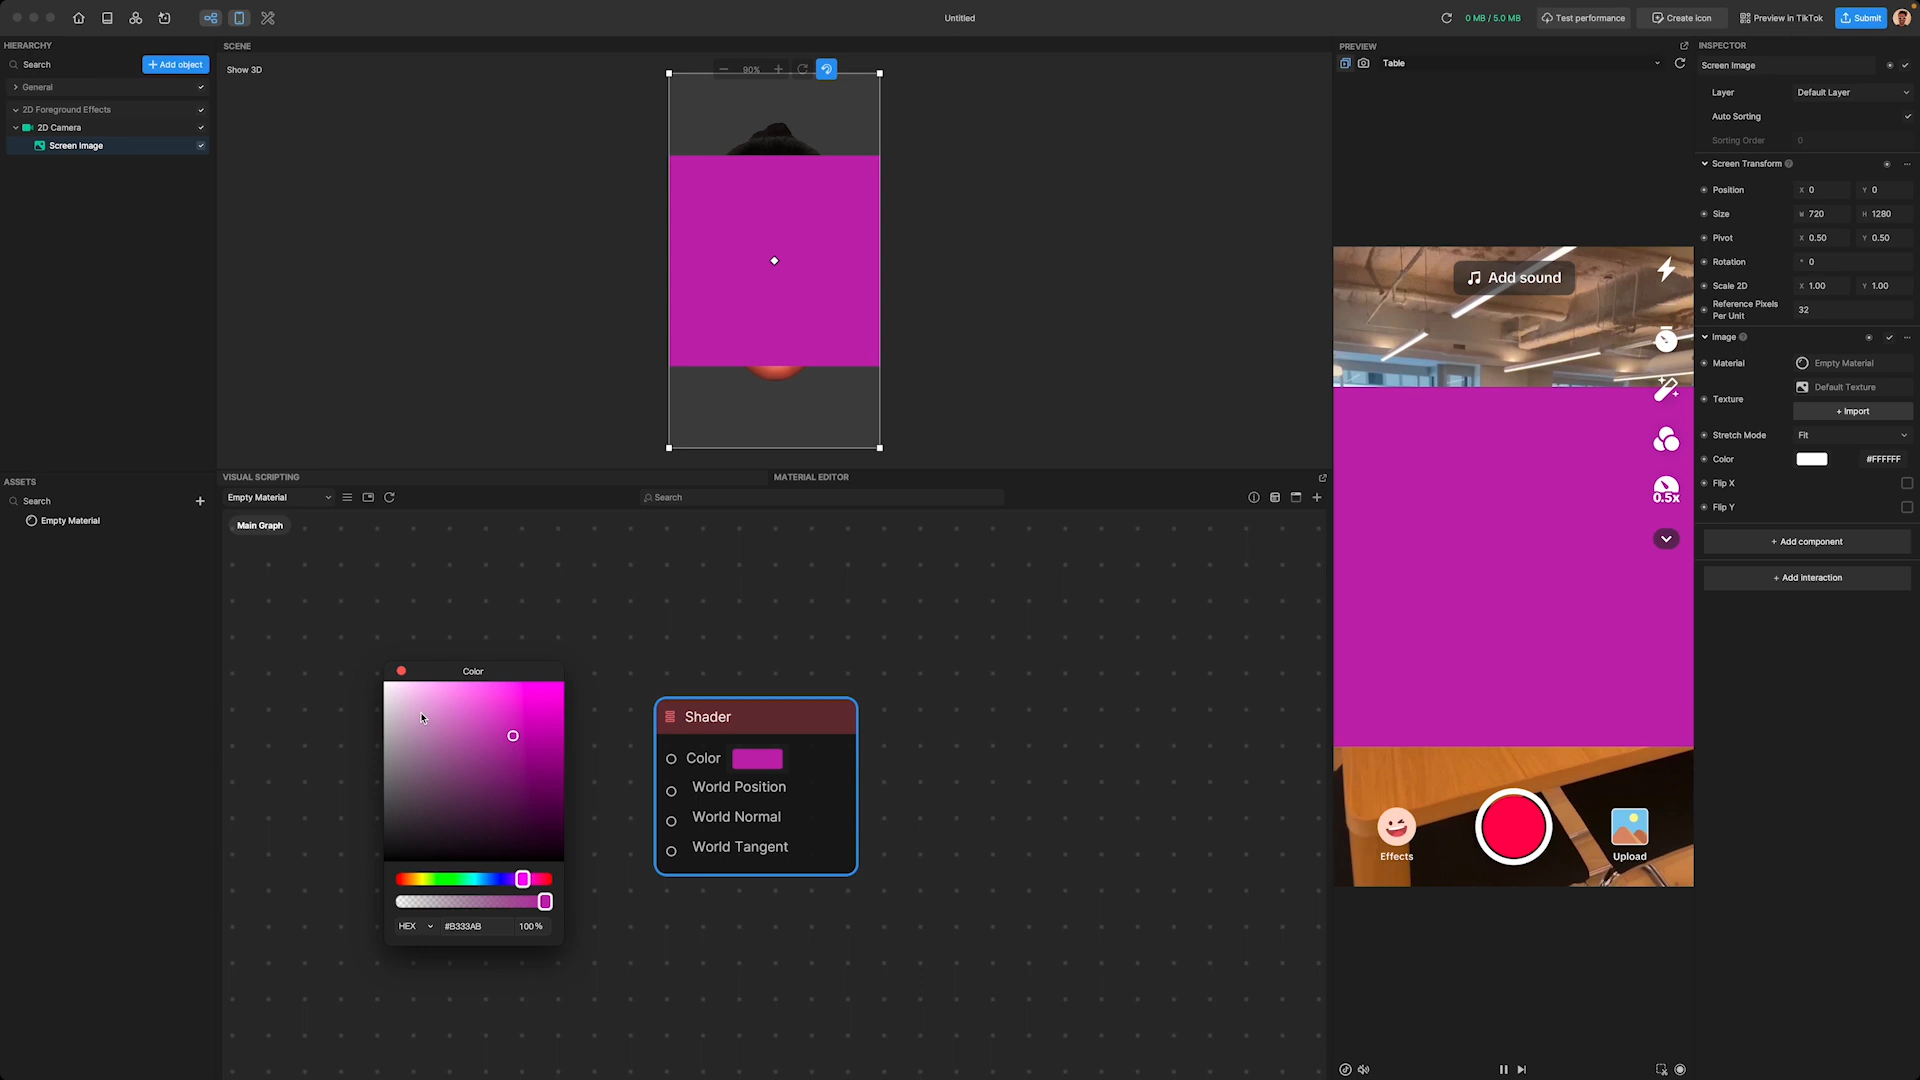 Untitled
0 MB / 5.0 MB
Test performance
Create icon
Preview in TikTok
Submit
HIERARCHY
Search
Add object
General
2D Foreground Effects
2D Camera
Screen Image
ASSETS
Search
Empty Material
SCENE
Show 3D
90%
VISUAL SCRIPTING
MATERIAL EDITOR
Empty Material
Search
Main Graph
Color
HEX #B333AB 100%
Shader
Color
World Position
World Normal
World Tangent
PREVIEW
Table
Add sound
0.5x
Effects
Upload
INSPECTOR
Screen Image
Layer Default Layer
Auto Sorting
Sorting Order 0
Screen Transform
Position X 0 Y 0
Size W 720 H 1280
Pivot X 0.50 Y 0.50
Rotation ° 0
Scale 2D X 1.00 Y 1.00
Reference Pixels
Per Unit 32
Image
Material Empty Material
Texture Default Texture
+ Import
Stretch Mode Fit
Color #FFFFFF
Flip X
Flip Y
+ Add component
+ Add interaction